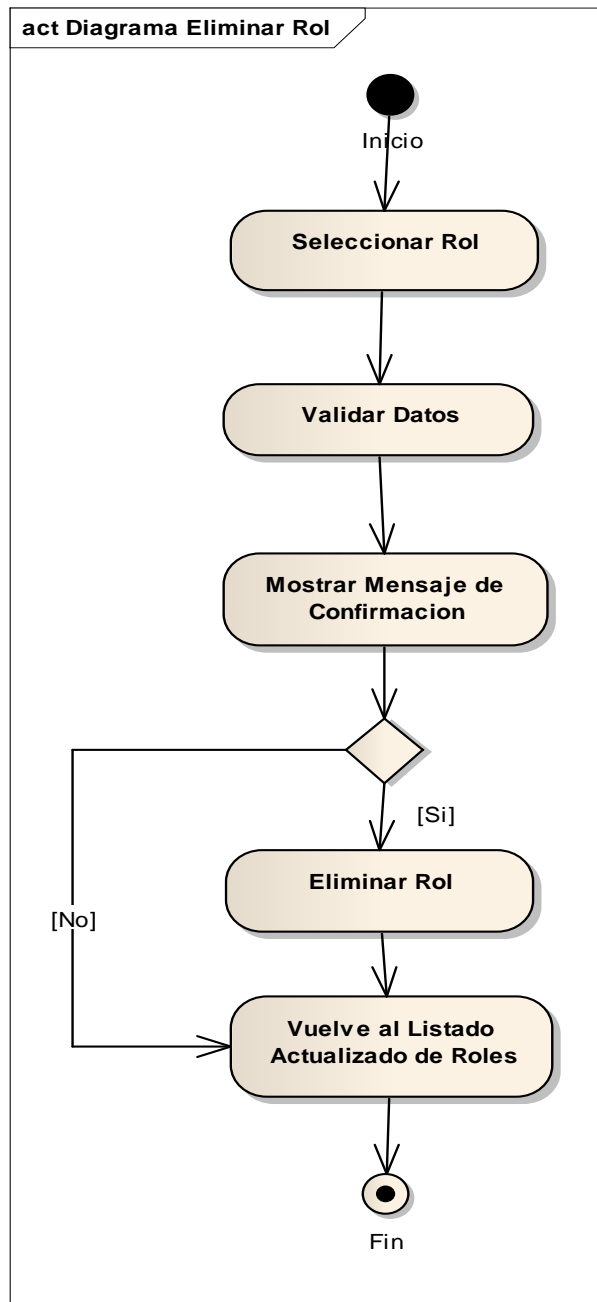 act Diagrama Eliminar Rol
Inicio
Seleccionar Rol
Validar Datos
Mostrar Mensaje de
Confirmacion
[Si]
Eliminar Rol
[No]
Vuelve al Listado
Actualizado de Roles
Fin